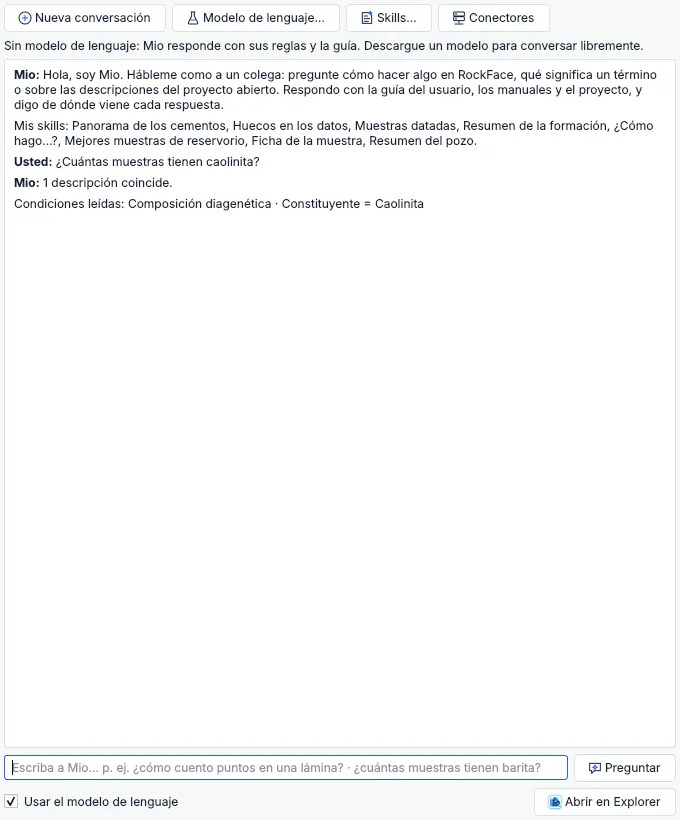 Nueva conversación
Modelo de lenguaje...
Skills...
Conectores
Sin modelo de lenguaje: Mio responde con sus reglas y la guía. Descargue un modelo para conversar libremente.
Mio: Hola, soy Mio. Hábleme como a un colega: pregunte cómo hacer algo en RockFace, qué significa un término
o sobre las descripciones del proyecto abierto. Respondo con la guía del usuario, los manuales y el proyecto, y
digo de dónde viene cada respuesta.
Mis skills: Panorama de los cementos, Huecos en los datos, Muestras datadas, Resumen de la formación, ¿Cómo
hago...?, Mejores muestras de reservorio, Ficha de la muestra, Resumen del pozo.
Usted: ¿Cuántas muestras tienen caolinita?
Mio: 1 descripción coincide.
Condiciones leídas: Composición diagenética · Constituyente = Caolinita
Escriba a Mio... p. ej. ¿cómo cuento puntos en una lámina? · ¿cuántas muestras tienen barita?
Preguntar
Usar el modelo de lenguaje
Abrir en Explorer